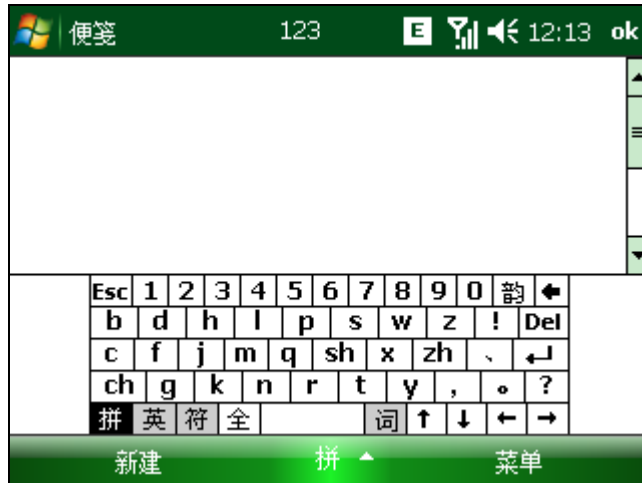 便笺 123 E 12:13 ok
Esc 1 2 3 4 5 6 7 8 9 0 韵 ←
b d h l p s w z ! Del
c f j m q sh x zh 、 ↵
ch g k n r t y , 。 ?
拼 英 符 全 词 ↑ ↓ ← →
新建 拼 菜单